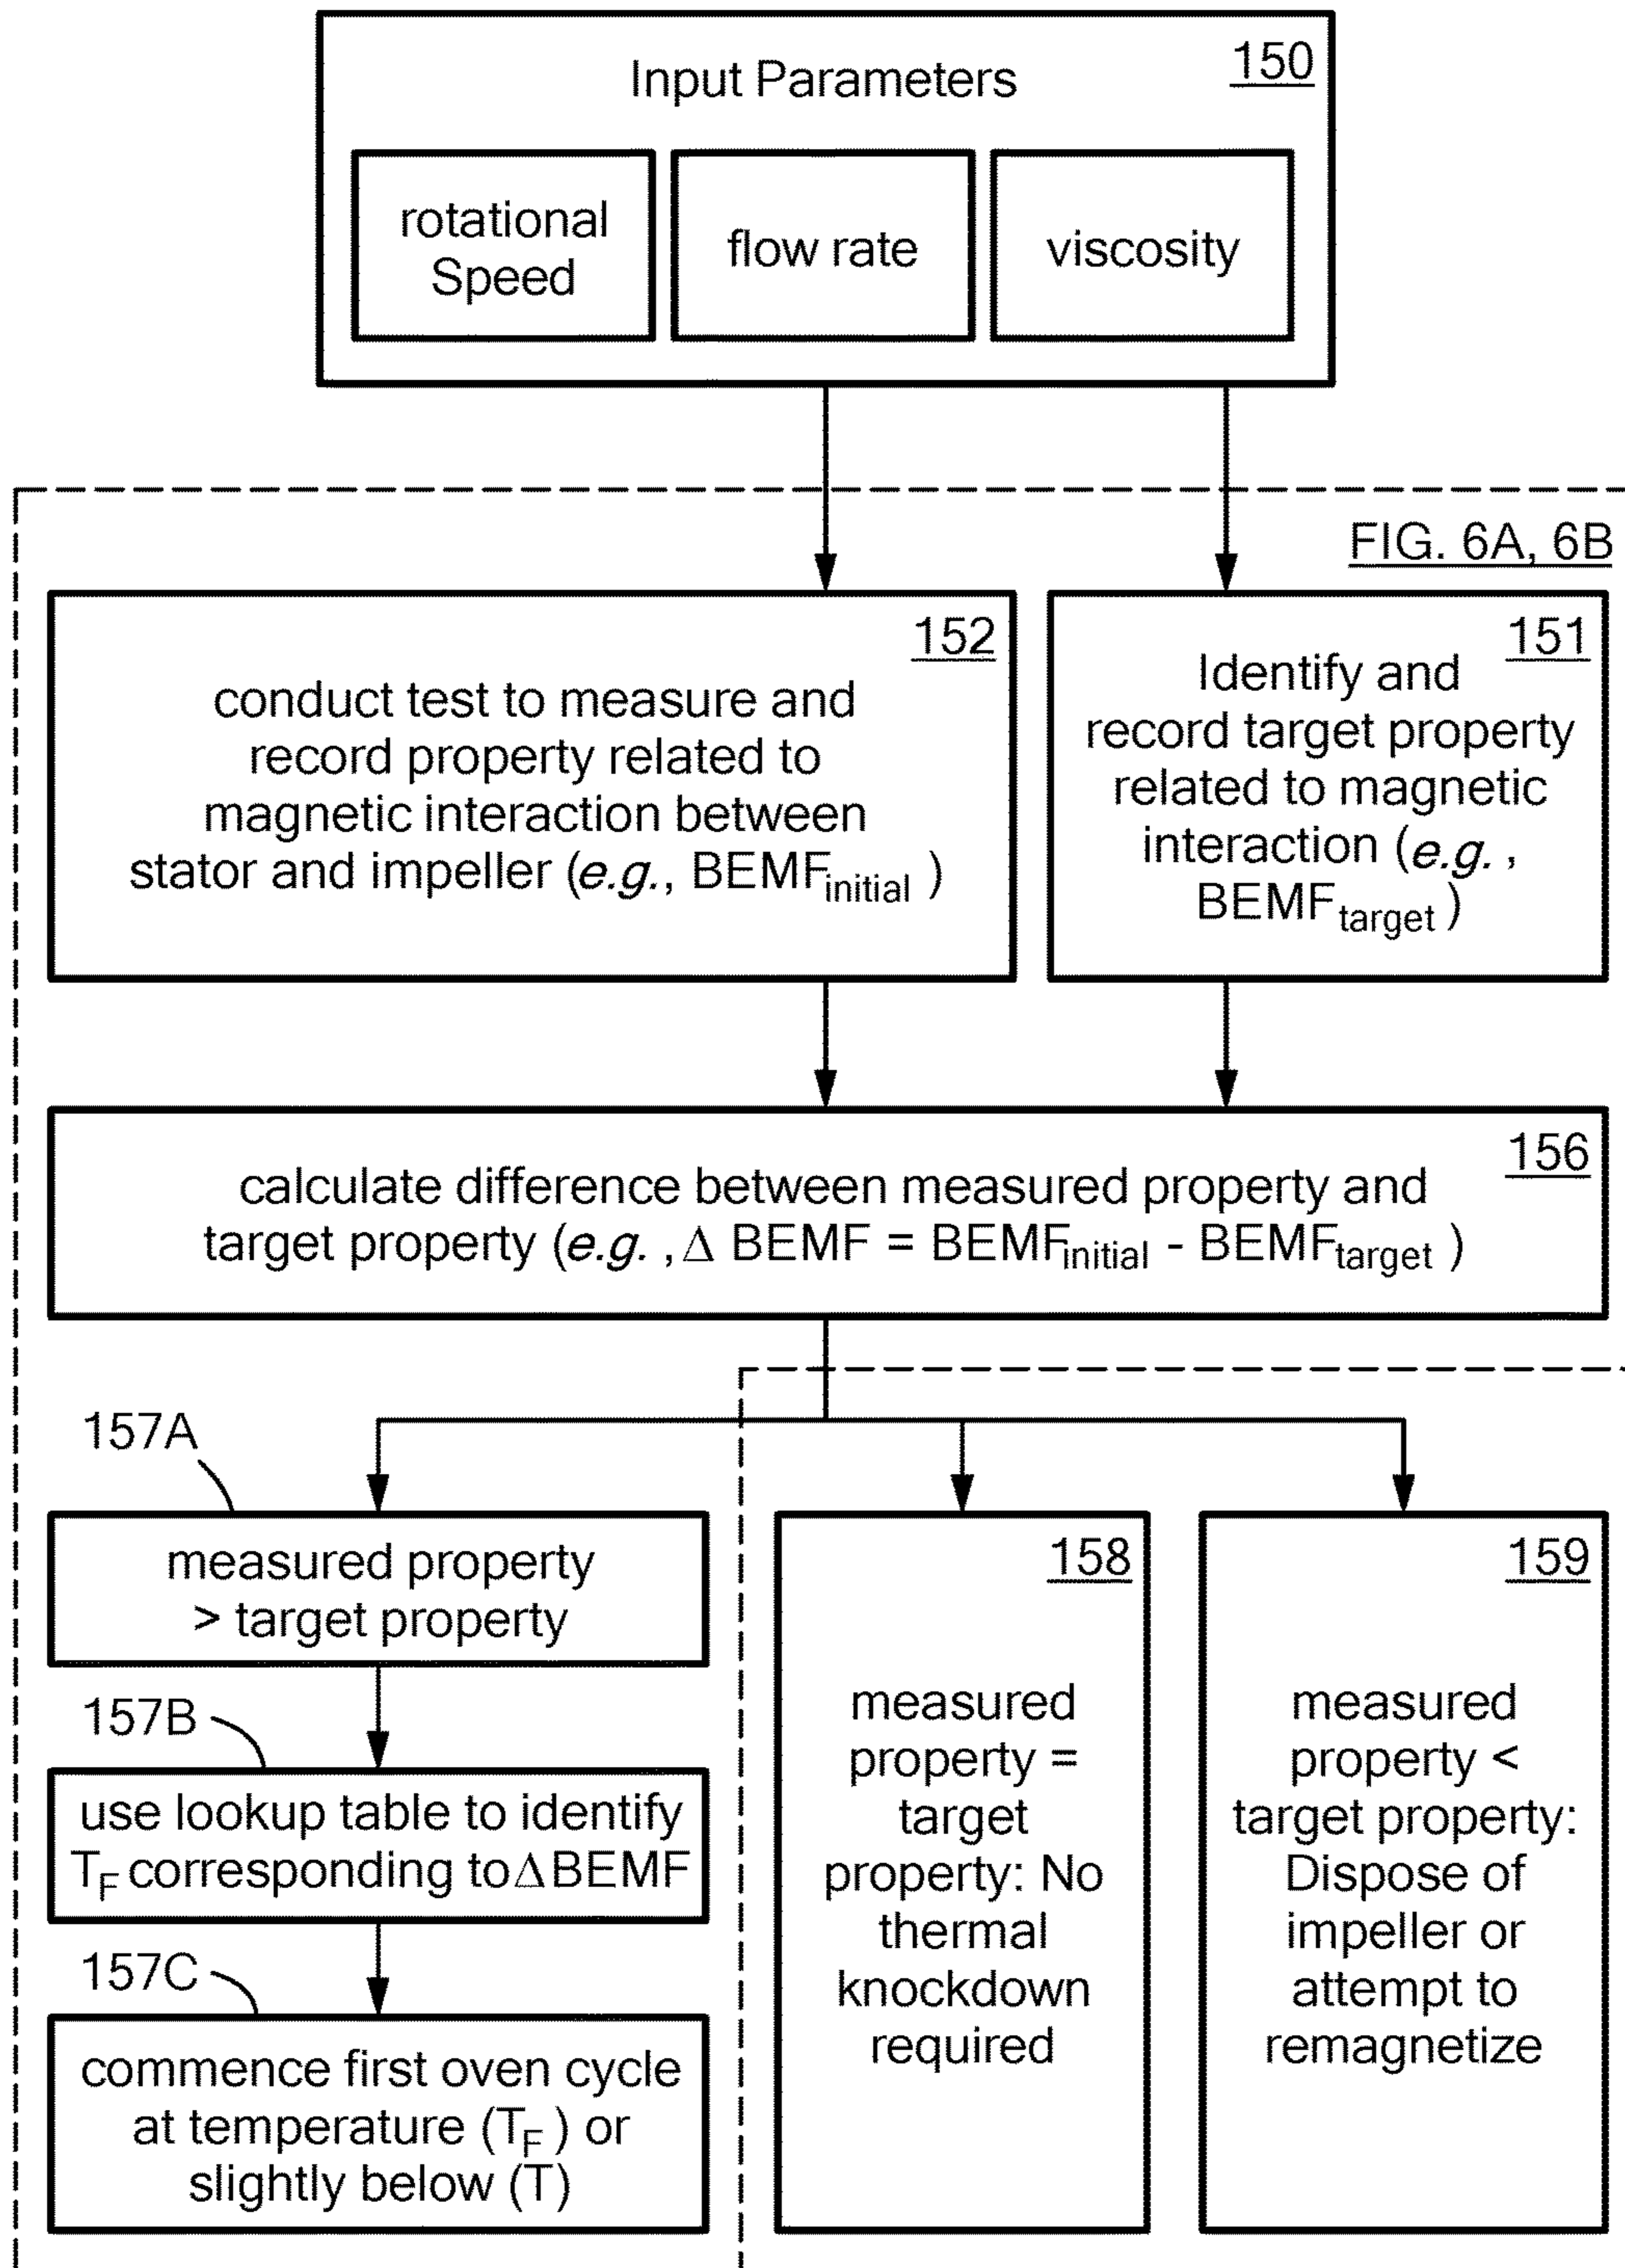 150
Input Parameters
rotational
Speed
flow rate
viscosity
FIG. 6A, 6B
152
conduct test to measure and
record property related to
magnetic interaction between
stator and impeller (e.g., BEMFinitial )
151
Identify and
record target property
related to magnetic
interaction (e.g. ,
BEMFtarget )
156
calculate difference between measured property and
target property (e.g. , Δ BEMF = BEMFinitial - BEMFtarget )
157A
measured property
> target property
157B
use lookup table to identify
TF corresponding to Δ BEMF
157C
commence first oven cycle
at temperature (TF ) or
slightly below (T)
158
measured
property =
target
property: No
thermal
knockdown
required
159
measured
property <
target property:
Dispose of
impeller or
attempt to
remagnetize